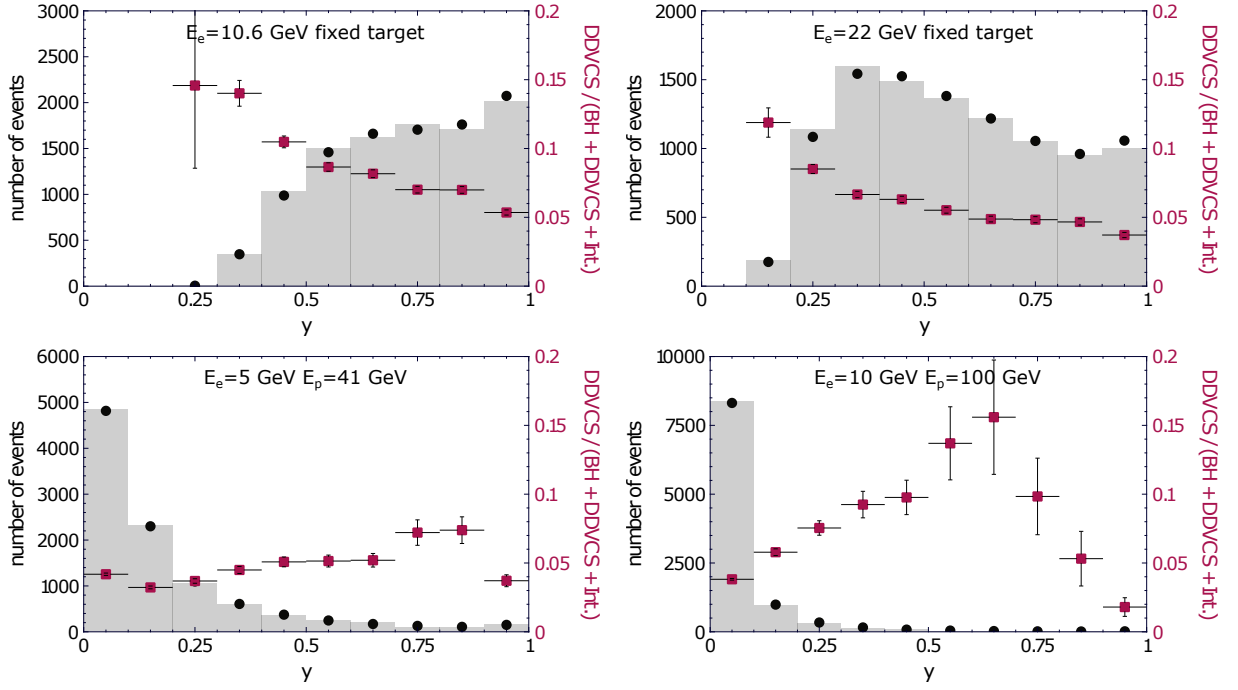 E_e=10.6 GeV fixed target
number of events
3000
2500
2000
1500
1000
500
0
0 0.25 0.5 0.75 1
y
0.2
0.15
0.1
0.05
0
DDVCS / (BH + DDVCS + Int.)
E_e=22 GeV fixed target
number of events
2000
1500
1000
500
0
0 0.25 0.5 0.75 1
y
0.2
0.15
0.1
0.05
0
DDVCS / (BH + DDVCS + Int.)
E_e=5 GeV E_p=41 GeV
number of events
6000
5000
4000
3000
2000
1000
0
0 0.25 0.5 0.75 1
y
0.2
0.15
0.1
0.05
0
DDVCS / (BH + DDVCS + Int.)
E_e=10 GeV E_p=100 GeV
number of events
10000
7500
5000
2500
0
0 0.25 0.5 0.75 1
y
0.2
0.15
0.1
0.05
0
DDVCS / (BH + DDVCS + Int.)